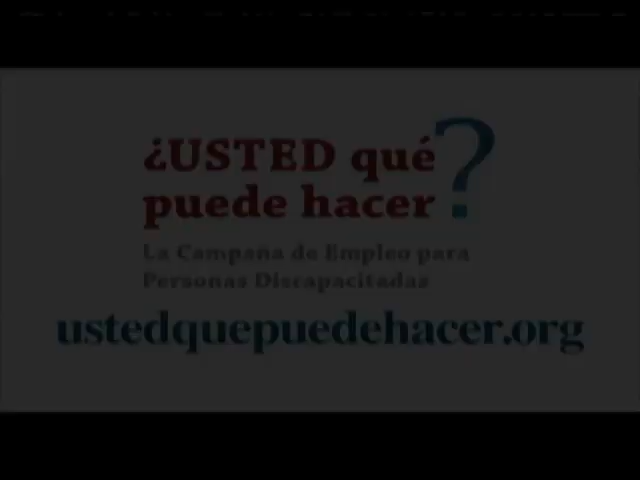 ¿USTED qué
puede hacer?
La Campaña de Empleo para
Personas Discapacitadas
ustedquepuedehacer.org